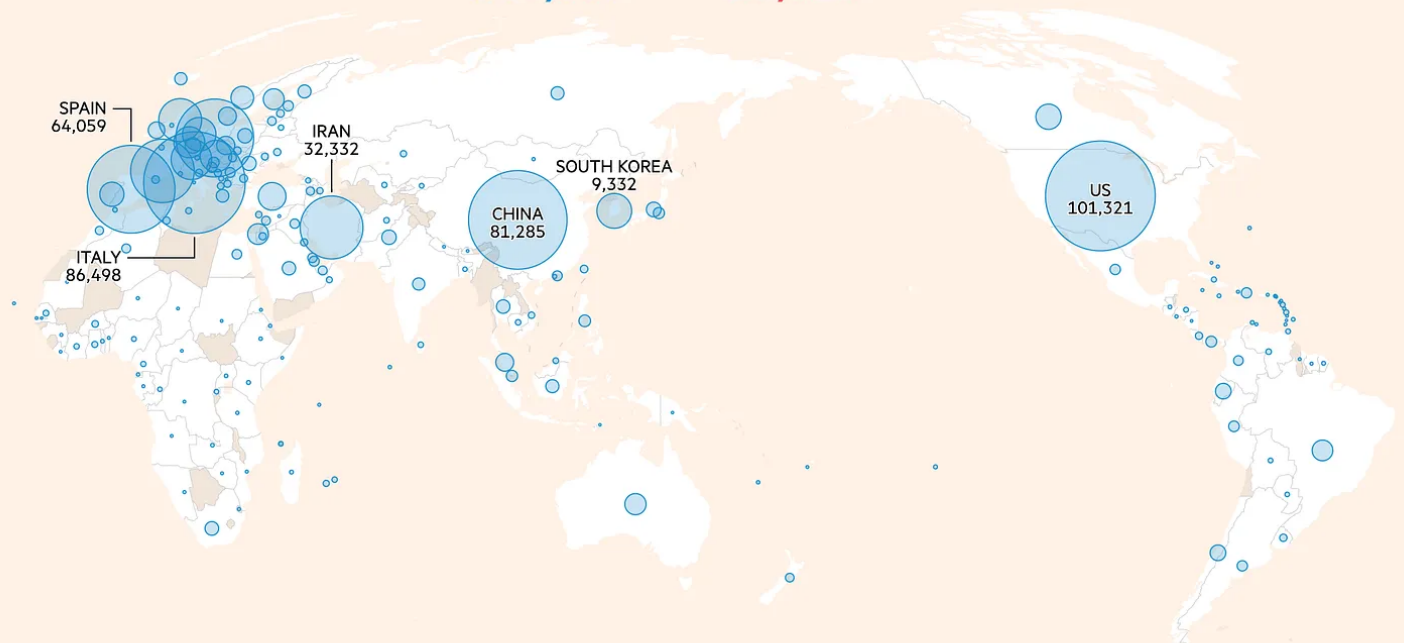 SPAIN
64,059
IRAN
32,332
SOUTH KOREA
9,332
CHINA
81,285
US
101,321
ITALY
86,498